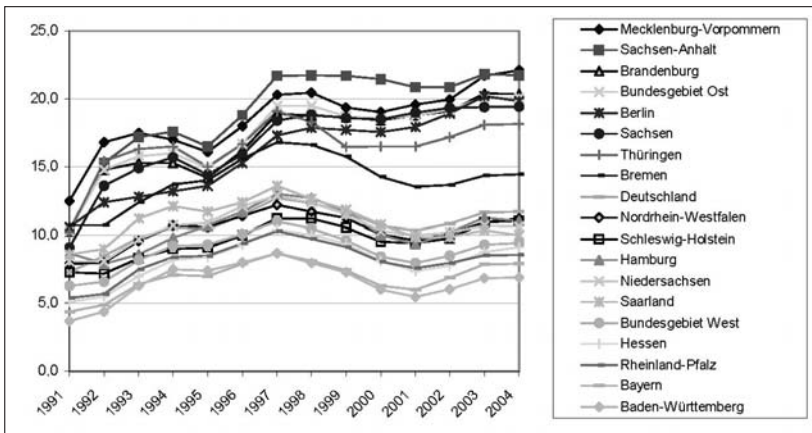 25.0
20.0
15.0
10.0
5.0
0,0
1991 1992 1993 1994 1995 1996 1997 1998 1999 2000 2001 2002 2003 2004
Mecklenburg-Vorpommern
Sachsen-Anhalt
Brandenburg
Bundesgebiet Ost
Berlin
Sachsen
Thüringen
Bremen
Deutschland
Nordrhein-Westfalen
Schleswig-Holstein
Hamburg
Niedersachsen
Saarland
Bundesgebiet West
Hessen
Rheinland-Pfalz
Bayern
Baden-Württemberg